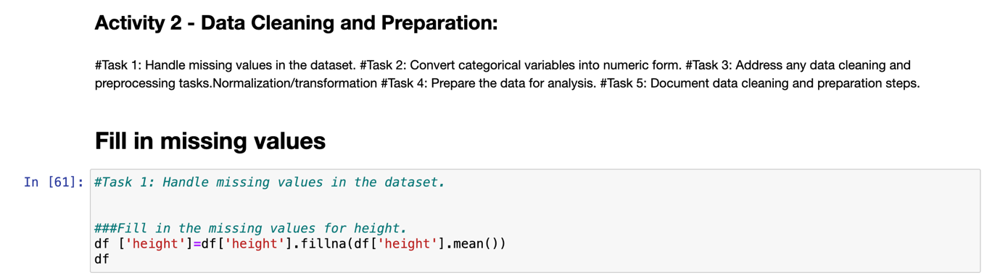 Activity 2 - Data Cleaning and Preparation:
#Task 1: Handle missing values in the dataset. #Task 2: Convert categorical variables into numeric form. #Task 3: Address any data cleaning and
preprocessing tasks.Normalization/transformation #Task 4: Prepare the data for analysis. #Task 5: Document data cleaning and preparation steps.
Fill in missing values
In [61]: #Task 1: Handle missing values in the dataset.
###Fill in the missing values for height.
df ['height']=df['height'].fillna(df['height'].mean())
df